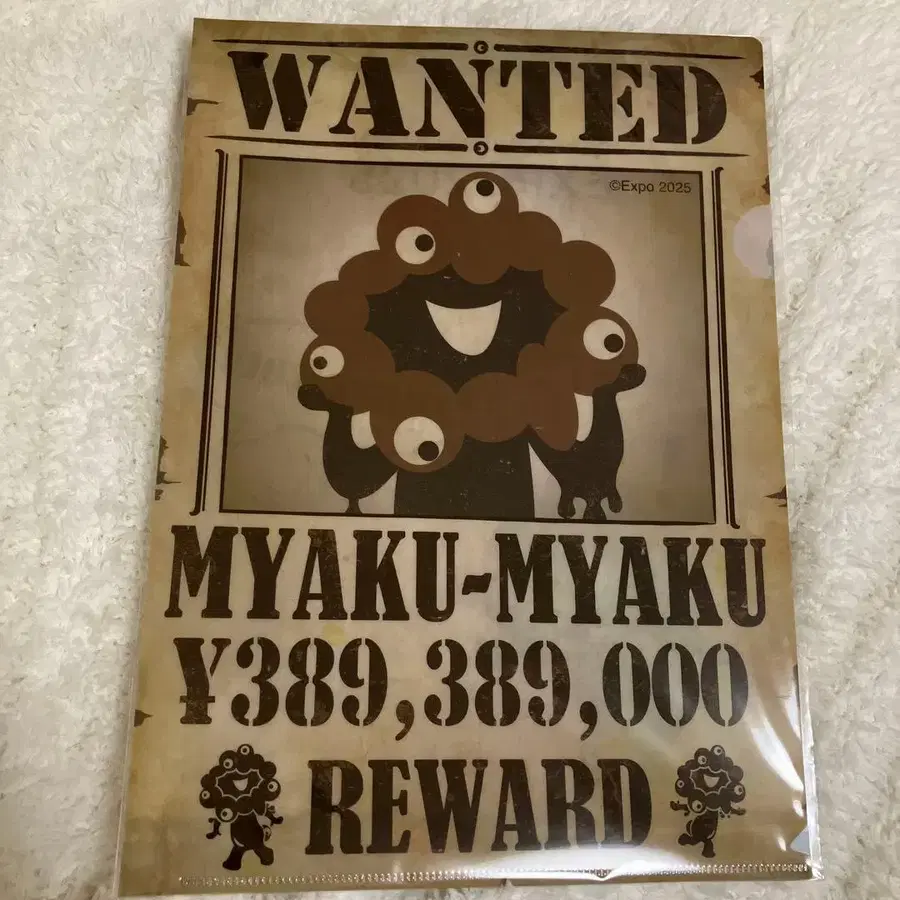 WANTED
©Expo 2025
MYAKU-MYAKU
¥389,389,000
REWARD